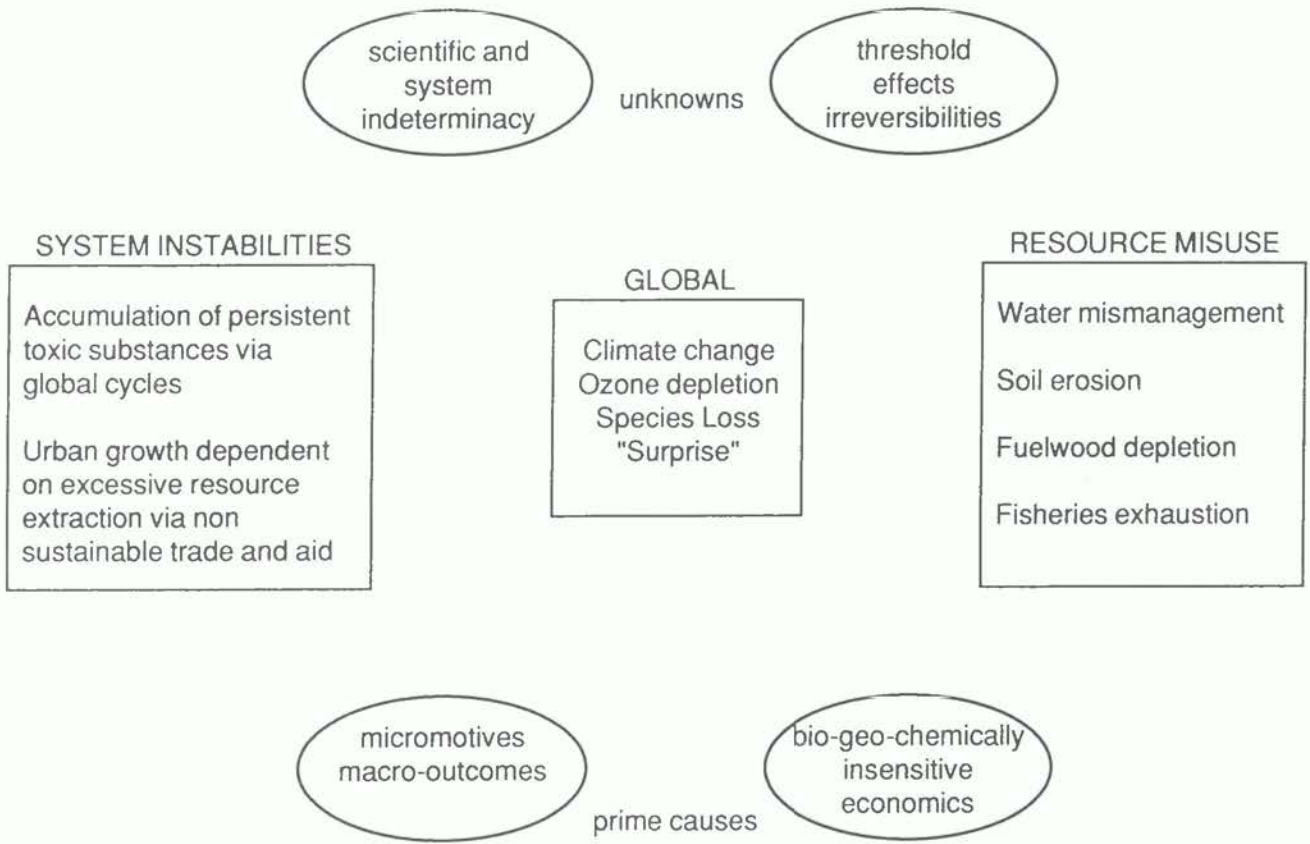 scientific and
system
indeterminacy
unknowns
threshold
effects
irreversibilities
SYSTEM INSTABILITIES
Accumulation of persistent
toxic substances via
global cycles
Urban growth dependent
on excessive resource
extraction via non
sustainable trade and aid
GLOBAL
Climate change
Ozone depletion
Species Loss
"Surprise"
RESOURCE MISUSE
Water mismanagement
Soil erosion
Fuelwood depletion
Fisheries exhaustion
micromotives
macro-outcomes
prime causes
bio-geo-chemically
insensitive
economics